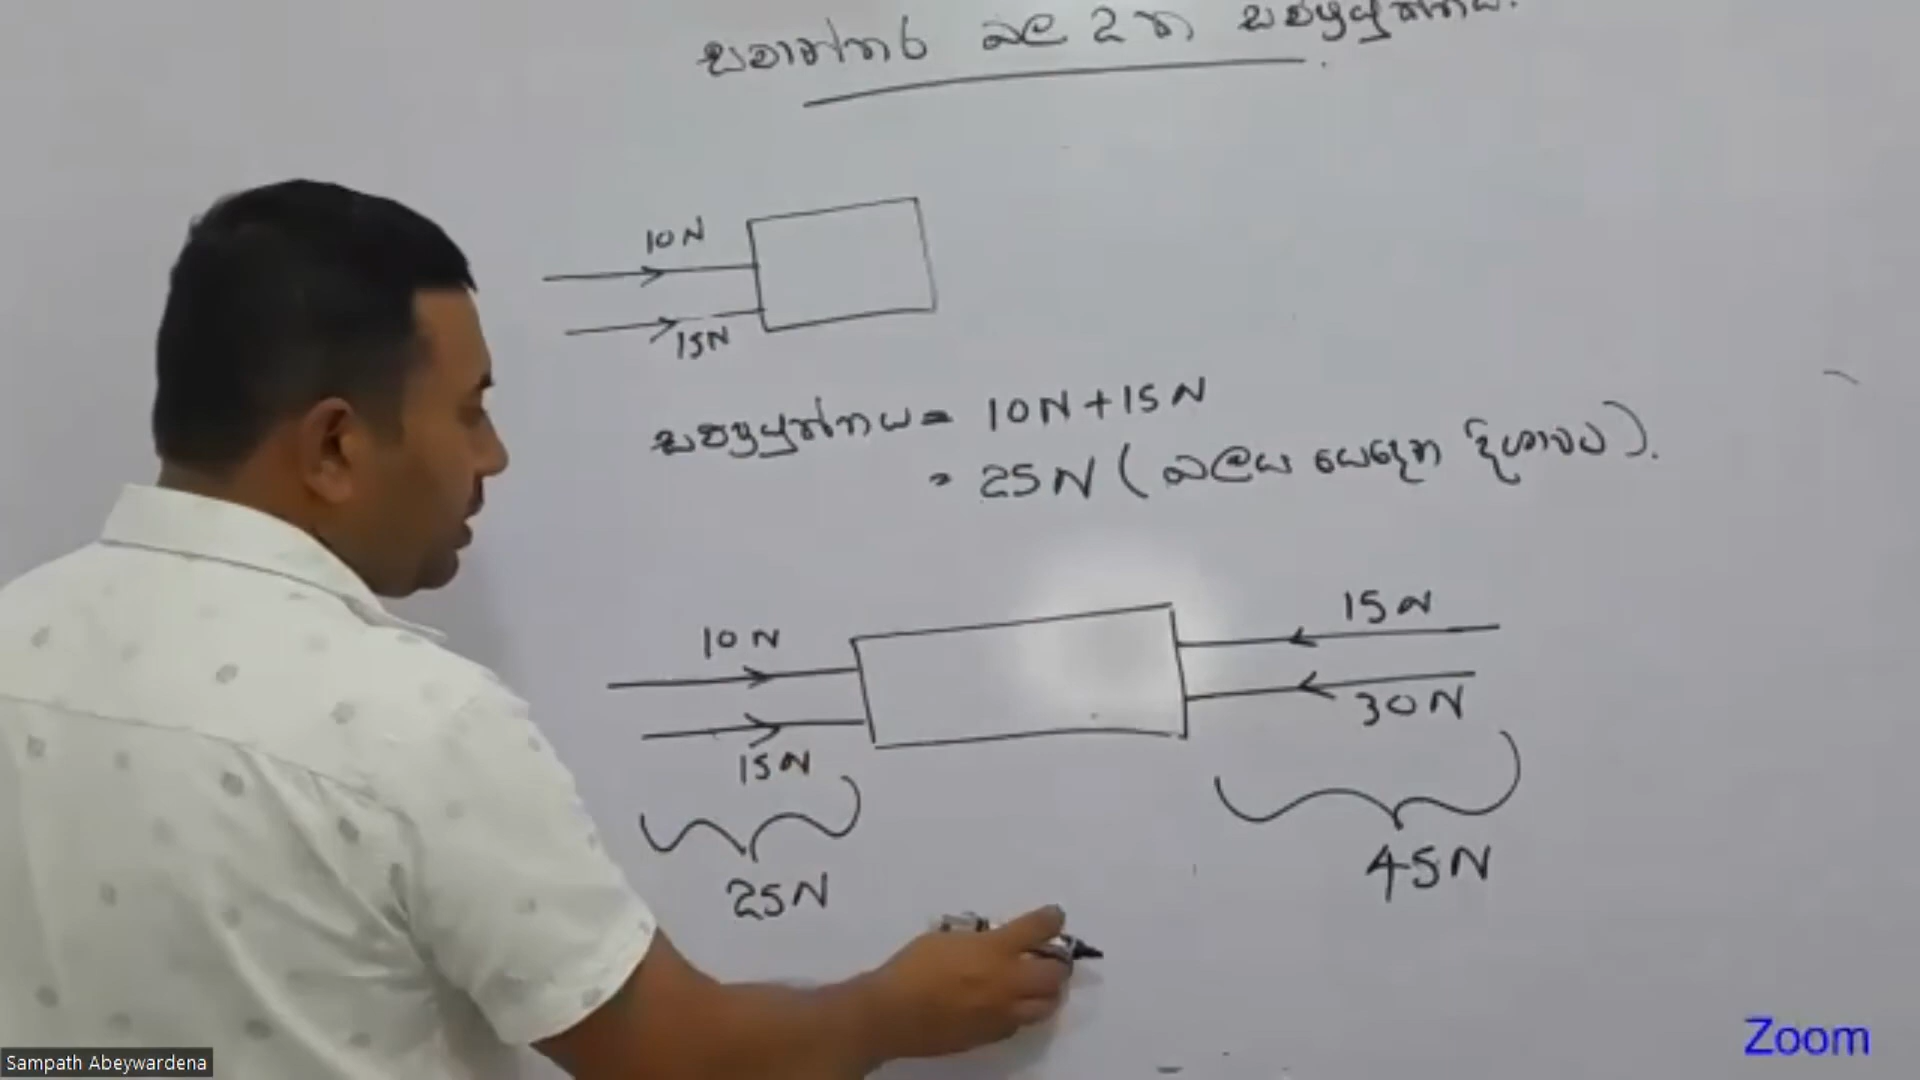 සමාන්තර බල 2 ක සම්ප්‍රයුක්තය.
10N
15N
සම්ප්‍රයුක්තය = 10N + 15N
= 25N (බලය යෙදෙන දිශාවට).
10N
15N
15N
30N
25N
45N
Zoom
Sampath Abeywardena